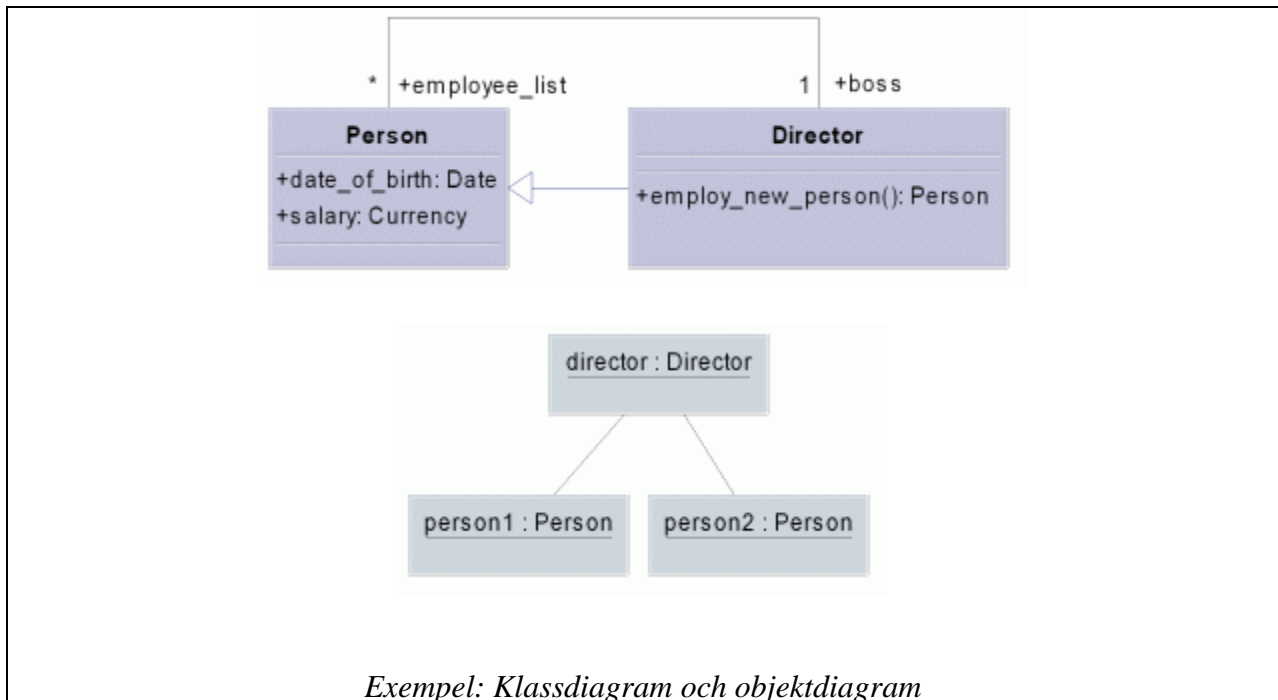 * +employee_list 1 +boss
Person Director
+date_of_birth: Date
+salary: Currency
+employ_new_person(): Person
director : Director
person1 : Person person2 : Person
Exempel: Klassdiagram och objektdiagram